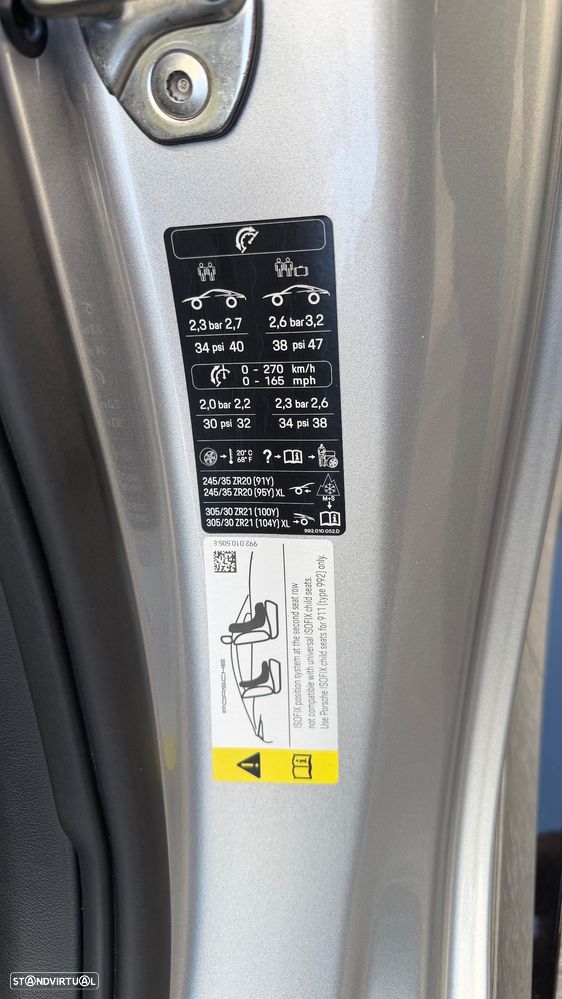 2,3 bar 2,7 2,6 bar 3,2
34 psi 40 38 psi 47
0 - 270 km/h
0 - 165 mph
2,0 bar 2,2 2,3 bar 2,6
30 psi 32 34 psi 38
20° C
68° F
?
245/35 ZR20 (91Y)
245/35 ZR20 (95Y) XL
M+S
305/30 ZR21 (100Y)
305/30 ZR21 (104Y) XL
992.010.052.D
992.010.505.E
PORSCHE
ISOFIX position system at the second seat row
not compatible with universal ISOFIX child seats.
Use Porsche ISOFIX child seats for 911 (type 992) only.
STANDVIRTUAL